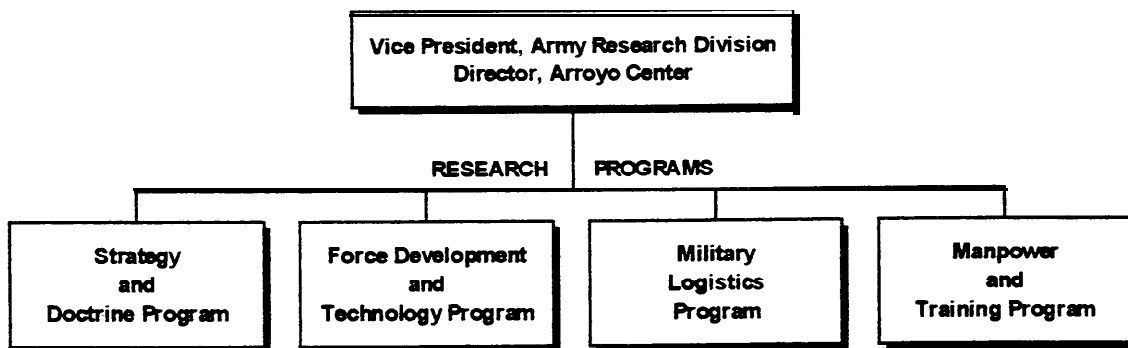 Vice President, Army Research Division
Director, Arroyo Center
RESEARCH PROGRAMS
Strategy
and
Doctrine Program
Force Development
and
Technology Program
Military
Logistics
Program
Manpower
and
Training Program